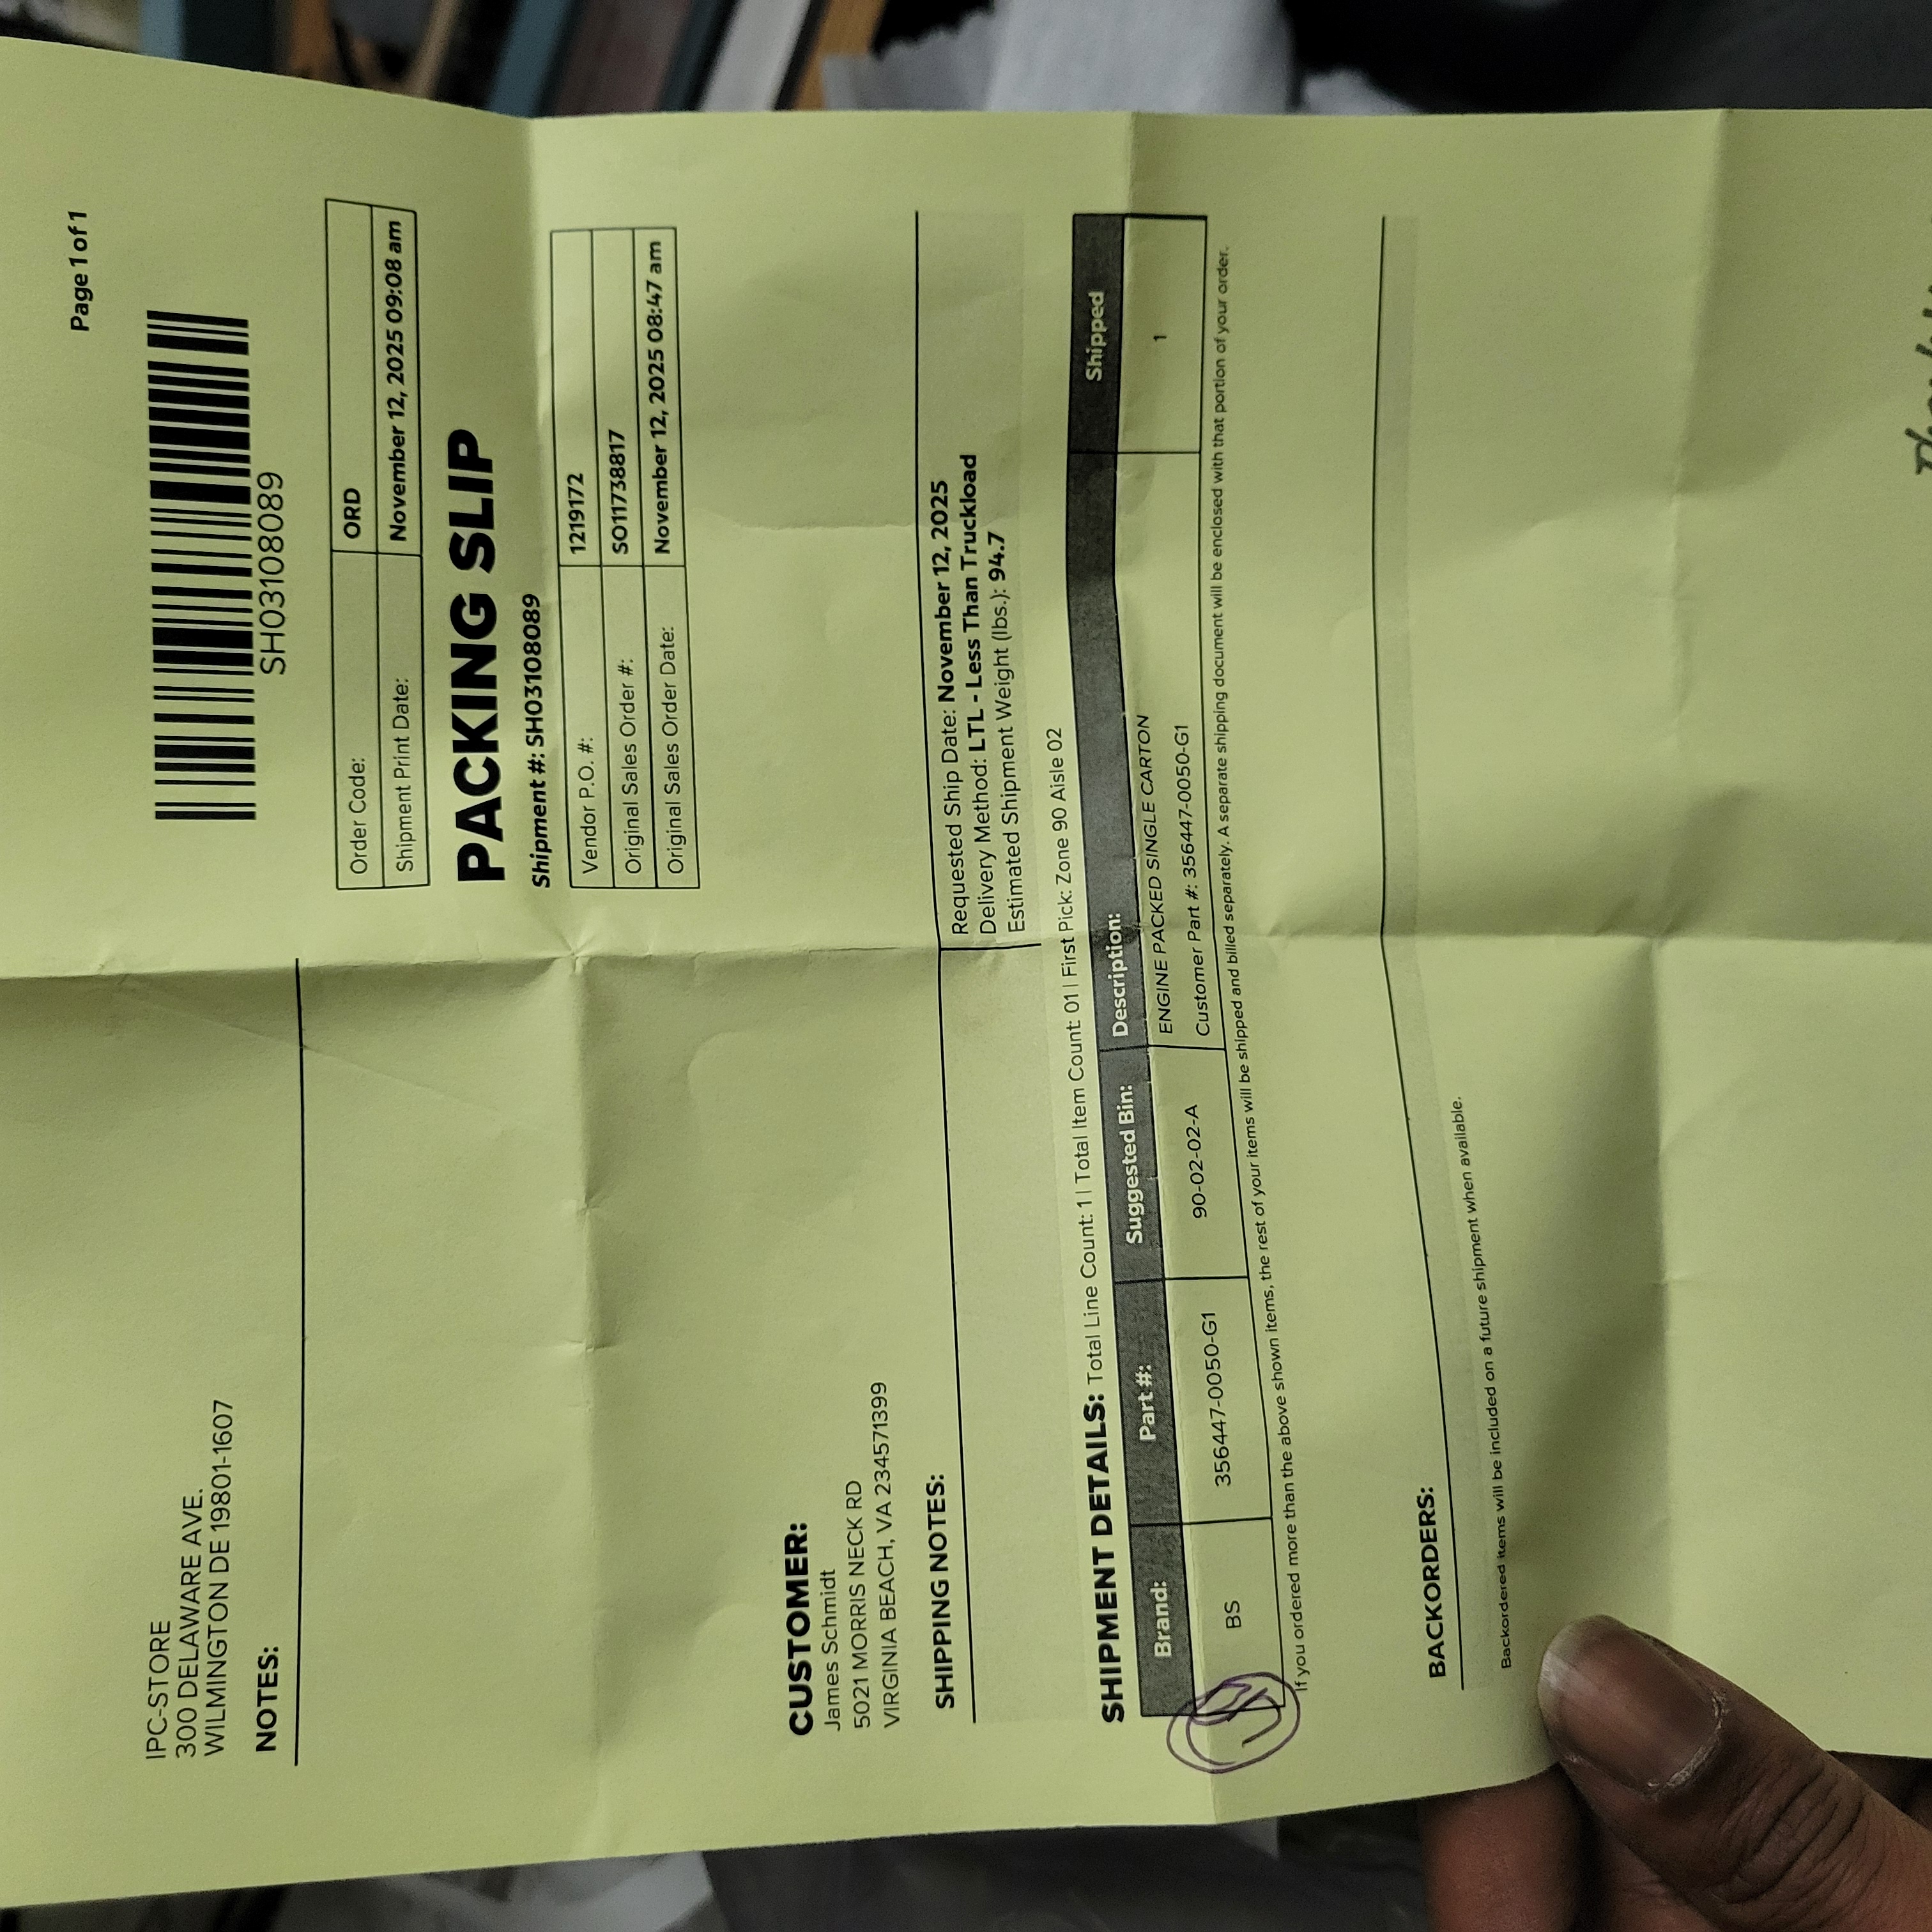 Page 1 of 1
IPC-STORE
300 DELAWARE AVE.
WILMINGTON DE 19801-1607
NOTES:
SH03108089
Order Code: ORD
Shipment Print Date: November 12, 2025 09:08 am
PACKING SLIP
Shipment #: SH03108089
Vendor P.O. #: 1219172
Original Sales Order #: SO11738817
Original Sales Order Date: November 12, 2025 08:47 am
CUSTOMER:
James Schmidt
5021 MORRIS NECK RD
VIRGINIA BEACH, VA 234571399
SHIPPING NOTES:
Requested Ship Date: November 12, 2025
Delivery Method: LTL - Less Than Truckload
Estimated Shipment Weight (lbs.): 94.7
SHIPMENT DETAILS: Total Line Count: 1 | Total Item Count: 01 | First Pick: Zone 90 Aisle 02
Brand: Part #: Suggested Bin: Description: Shipped
BS 356447-0050-G1 90-02-02-A ENGINE PACKED SINGLE CARTON 1
Customer Part #: 356447-0050-G1
If you ordered more than the above shown items, the rest of your items will be shipped and billed separately. A separate shipping document will be enclosed with that portion of your order.
BACKORDERS:
Backordered items will be included on a future shipment when available.